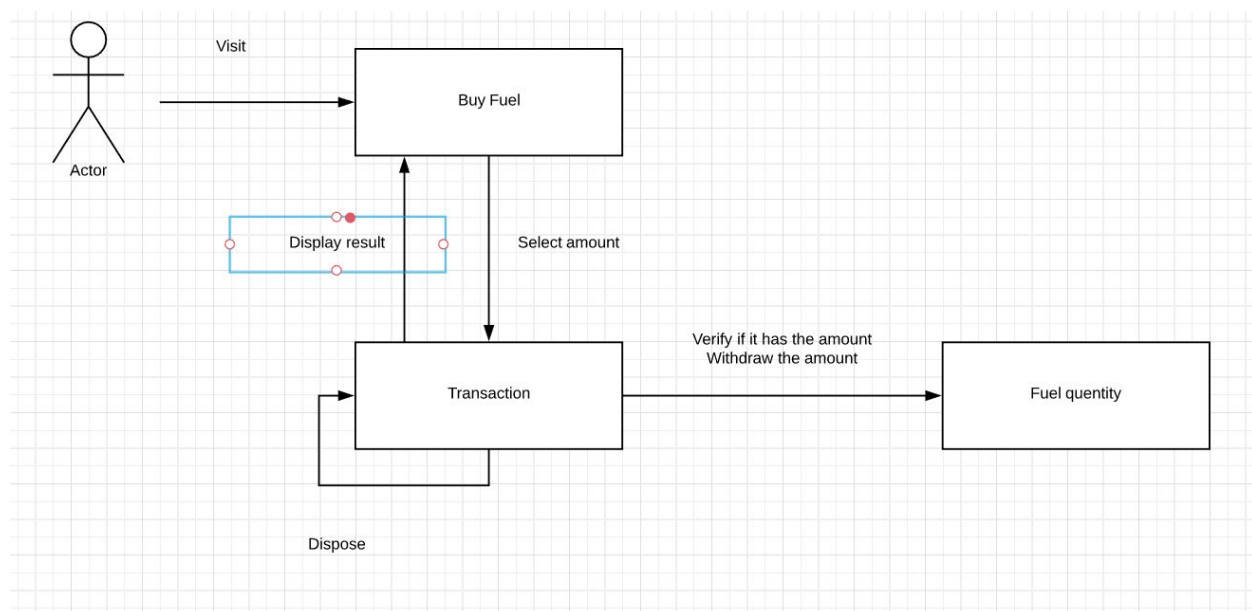 Visit
Buy Fuel
Actor
Display result
Select amount
Verify if it has the amount
Withdraw the amount
Transaction
Fuel quentity
Dispose